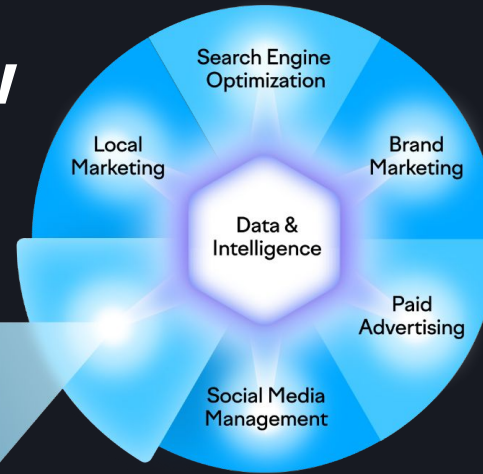 Search Engine
Optimization
Local
Marketing
Brand
Marketing
Data &
Intelligence
Paid
Advertising
Social Media
Management